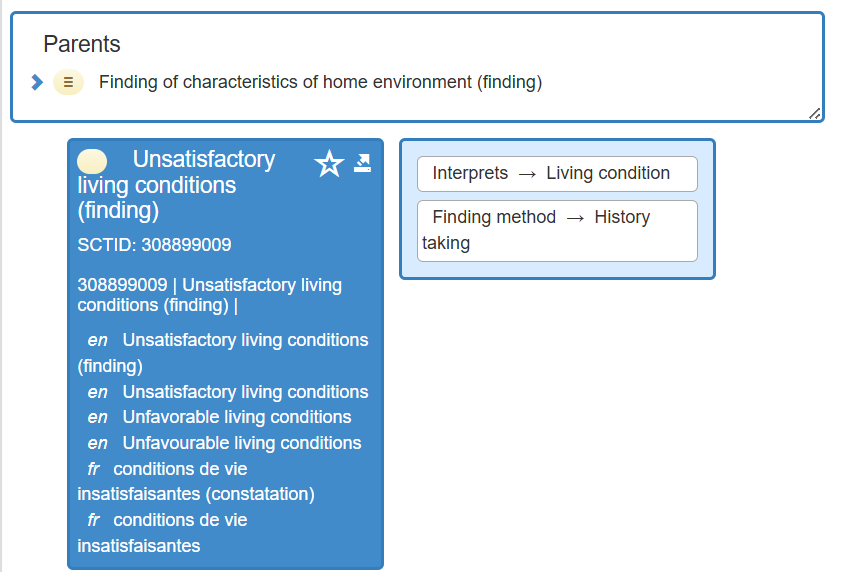 Parents
Finding of characteristics of home environment (finding)
Unsatisfactory
living conditions
(finding)
SCTID: 308899009
308899009 | Unsatisfactory living
conditions (finding) |
en Unsatisfactory living conditions
(finding)
en Unsatisfactory living conditions
en Unfavorable living conditions
en Unfavourable living conditions
fr conditions de vie
insatisfaisantes (constatation)
fr conditions de vie
insatisfaisantes
Interprets → Living condition
Finding method → History
taking